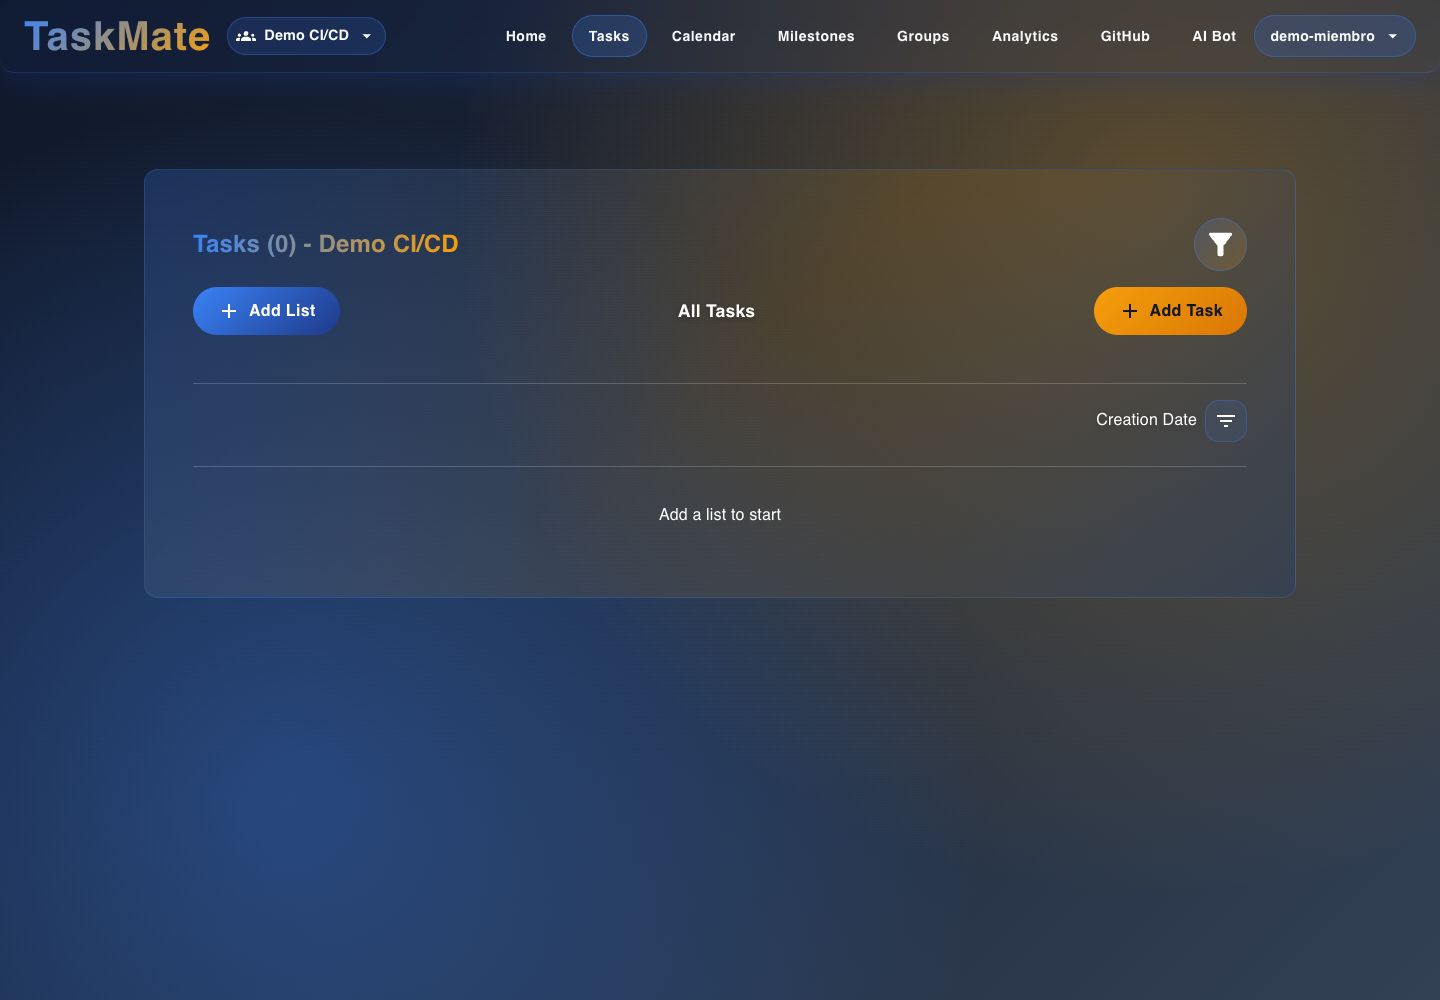 TaskMate
Demo CI/CD
Home
Tasks
Calendar
Milestones
Groups
Analytics
GitHub
AI Bot
demo-miembro
Tasks (0) - Demo CI/CD
Add List
All Tasks
Add Task
Creation Date
Add a list to start